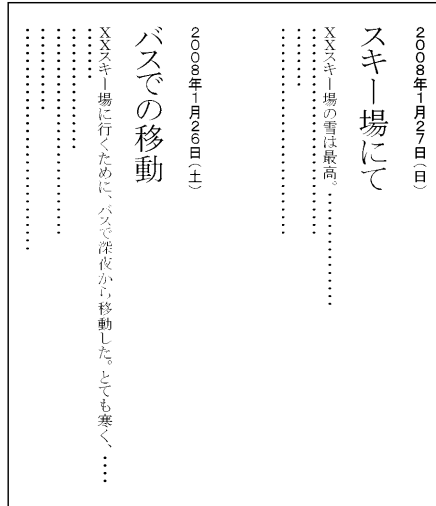 2008年1月27日（日）
スキー場にて
XXスキー場の雪は最高。・・・・・・・・・・・・・・・
・・・・・・・・・・・・・・・・・・・・・・・
・・・・・・・
・・・・・・・・・・・・・・・・・・・・・・・
2008年1月26日（土）
バスでの移動
XXスキー場に行くために、バスで深夜から移動した。とても寒く、・・・・・
・・・・・・
・・・・・・・・・・・・・・
・・・・・・・・・・・・・・・・・・・・・・・
・・・・・・・・・
・・・・・・・・・・・・・・・・・・・・・・・・・